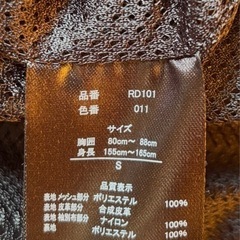 品番 RD101
色番 011
サイズ
胸囲 80cm～ 88cm
身長 155cm～165cm
S
品質表示
表地 メッシュ部分 ポリエステル 100%
表地 皮革部分 合成皮革
表地 軽別布部分 ナイロン 100%
裏地 ポリエステル 100%